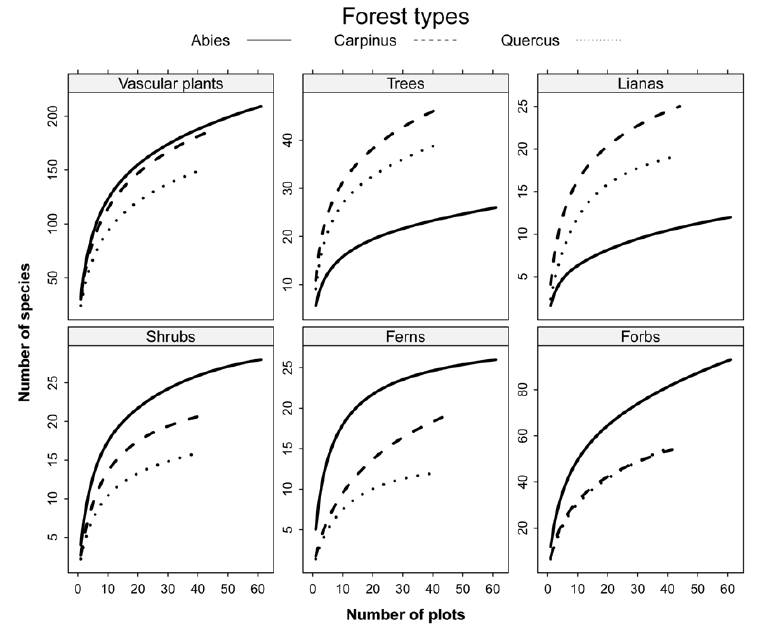 Forest types
Abies Carpinus Quercus
Vascular plants Trees Lianas
50 100 150 200
10 20 30 40
5 10 15 20 25
Number of species
Shrubs Ferns Forbs
5 10 15 20 25
5 10 15 20 25
20 40 60 80
0 10 20 30 40 50 60 0 10 20 30 40 50 60 0 10 20 30 40 50 60
Number of plots